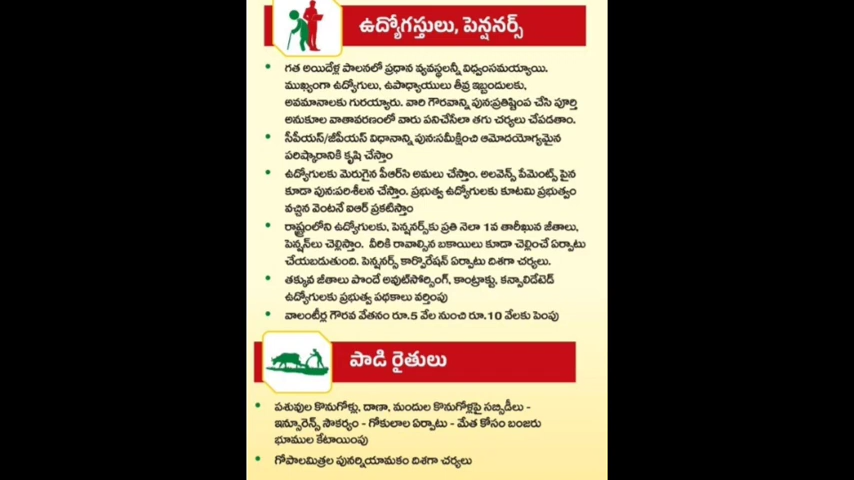 ఉద్యోగస్తులు, పెన్షనర్స్
గత అయిదేళ్ల పాలనలో ప్రధాన వ్యవస్థలన్నీ విధ్వంసమయ్యాయి.
ముఖ్యంగా ఉద్యోగులు, ఉపాధ్యాయులు తీవ్ర ఇబ్బందులకు,
అవమానాలకు గురయ్యారు. వారి గౌరవాన్ని పున:ప్రతిష్టింప చేసి పూర్తి
అనుకూల వాతావరణంలో వారు పనిచేసేలా తగు చర్యలు చేపడతాం.
సీపీయస్/జీపీయస్ విధానాన్ని పున:సమీక్షించి ఆమోదయోగ్యమైన
పరిష్కారానికి కృషి చేస్తాం
ఉద్యోగులకు మెరుగైన పీఆర్‌సి అమలు చేస్తాం. అలవెన్స్ పేమెంట్స్ పైన
కూడా పున:పరిశీలన చేస్తాం. ప్రభుత్వ ఉద్యోగులకు కూటమి ప్రభుత్వం
వచ్చిన వెంటనే ఐఆర్ ప్రకటిస్తాం
రాష్ట్రంలోని ఉద్యోగులకు, పెన్షనర్స్‌కు ప్రతి నెలా 1వ తారీఖున జీతాలు,
పెన్షన్‌లు చెల్లిస్తాం. వీరికి రావాల్సిన బకాయిలు కూడా చెల్లించే ఏర్పాటు
చేయబడుతుంది. పెన్షనర్స్ కార్పొరేషన్ ఏర్పాటు దిశగా చర్యలు.
తక్కువ జీతాలు పొందే అవుట్‌సోర్సింగ్, కాంట్రాక్టు, కన్సాలిడేటెడ్
ఉద్యోగులకు ప్రభుత్వ పథకాలు వర్తింపు
వాలంటీర్ల గౌరవ వేతనం రూ.5 వేల నుంచి రూ.10 వేలకు పెంపు
పాడి రైతులు
పశువుల కొనుగోళ్లు, దాణా, మందుల కొనుగోళ్లపై సబ్సిడీలు -
ఇన్సూరెన్స్ సౌకర్యం - గోకులాల ఏర్పాటు - మేత కోసం బంజరు
భూముల కేటాయింపు
గోపాలమిత్రల పునర్నియామకం దిశగా చర్యలు